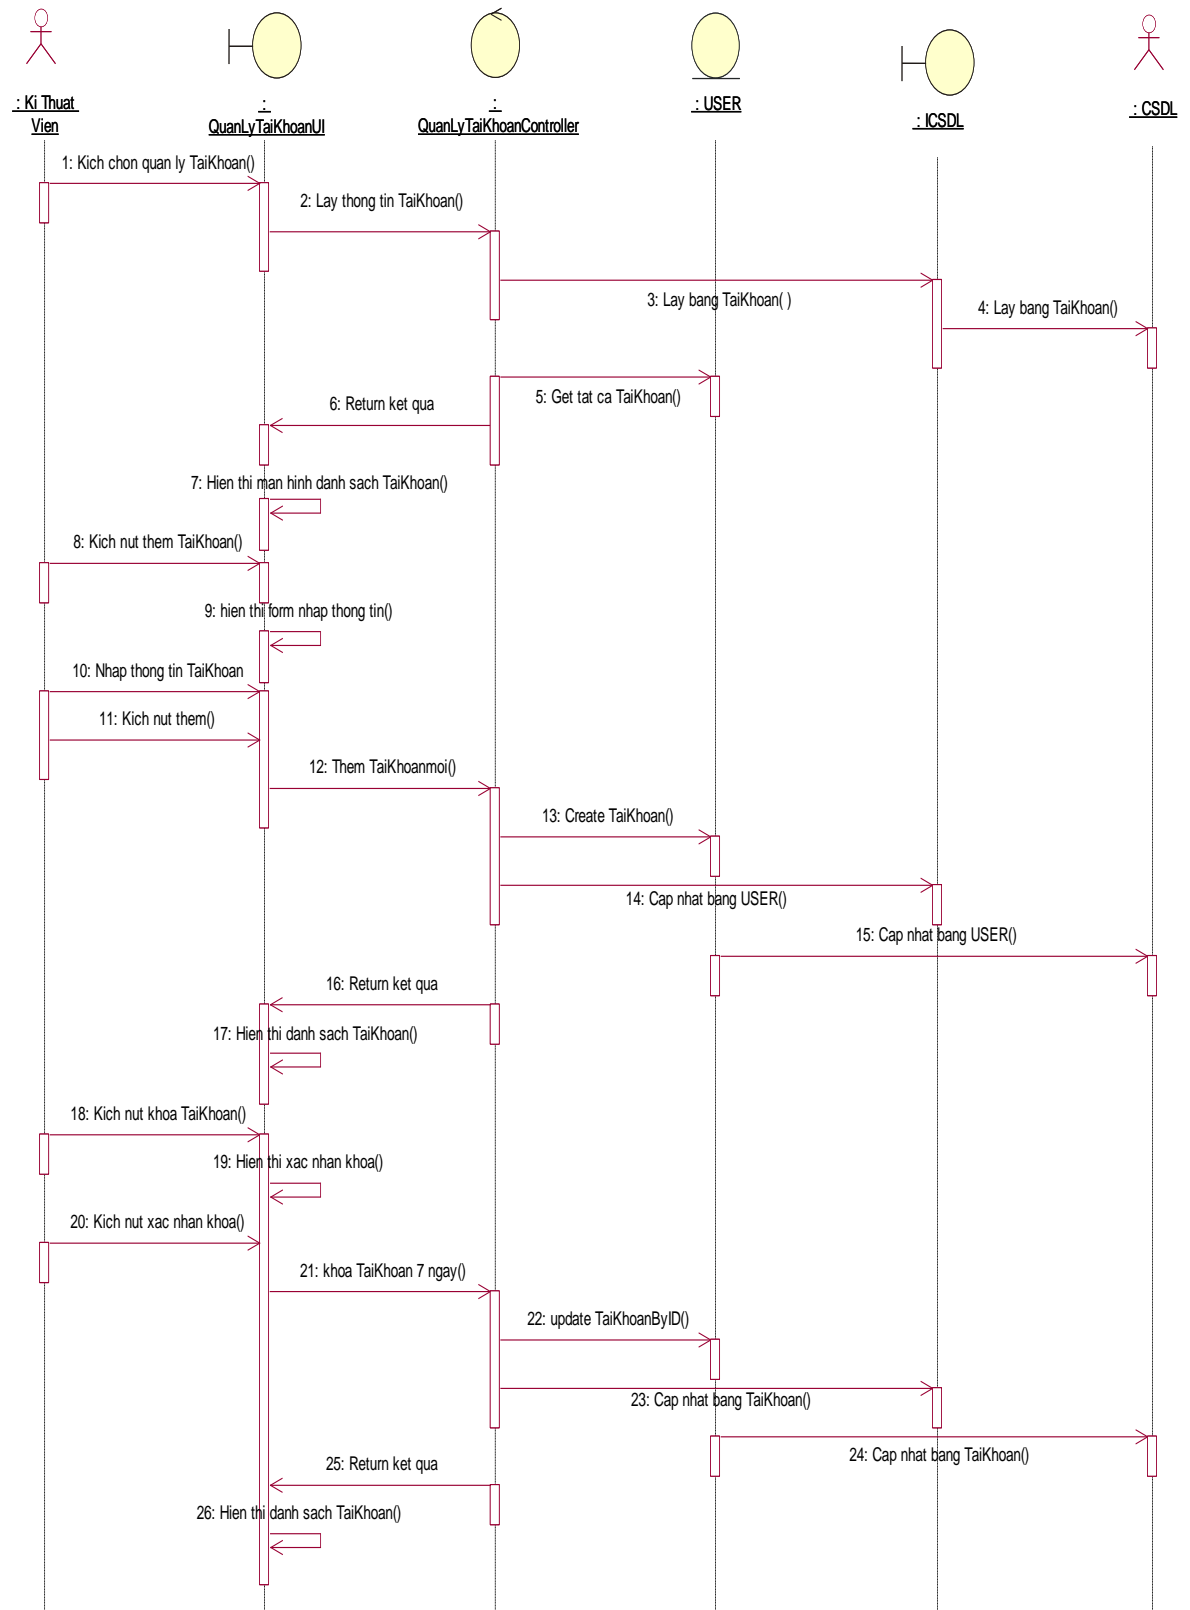 : Ki Thuat
Vien
:
QuanLyTaiKhoanUI
:
QuanLyTaiKhoanController
: USER
: ICSDL
: CSDL
1: Kich chon quan ly TaiKhoan()
2: Lay thong tin TaiKhoan()
3: Lay bang TaiKhoan( )
4: Lay bang TaiKhoan()
5: Get tat ca TaiKhoan()
6: Return ket qua
7: Hien thi man hinh danh sach TaiKhoan()
8: Kich nut them TaiKhoan()
9: hien thi form nhap thong tin()
10: Nhap thong tin TaiKhoan
11: Kich nut them()
12: Them TaiKhoanmoi()
13: Create TaiKhoan()
14: Cap nhat bang USER()
15: Cap nhat bang USER()
16: Return ket qua
17: Hien thi danh sach TaiKhoan()
18: Kich nut khoa TaiKhoan()
19: Hien thi xac nhan khoa()
20: Kich nut xac nhan khoa()
21: khoa TaiKhoan 7 ngay()
22: update TaiKhoanByID()
23: Cap nhat bang TaiKhoan()
24: Cap nhat bang TaiKhoan()
25: Return ket qua
26: Hien thi danh sach TaiKhoan()